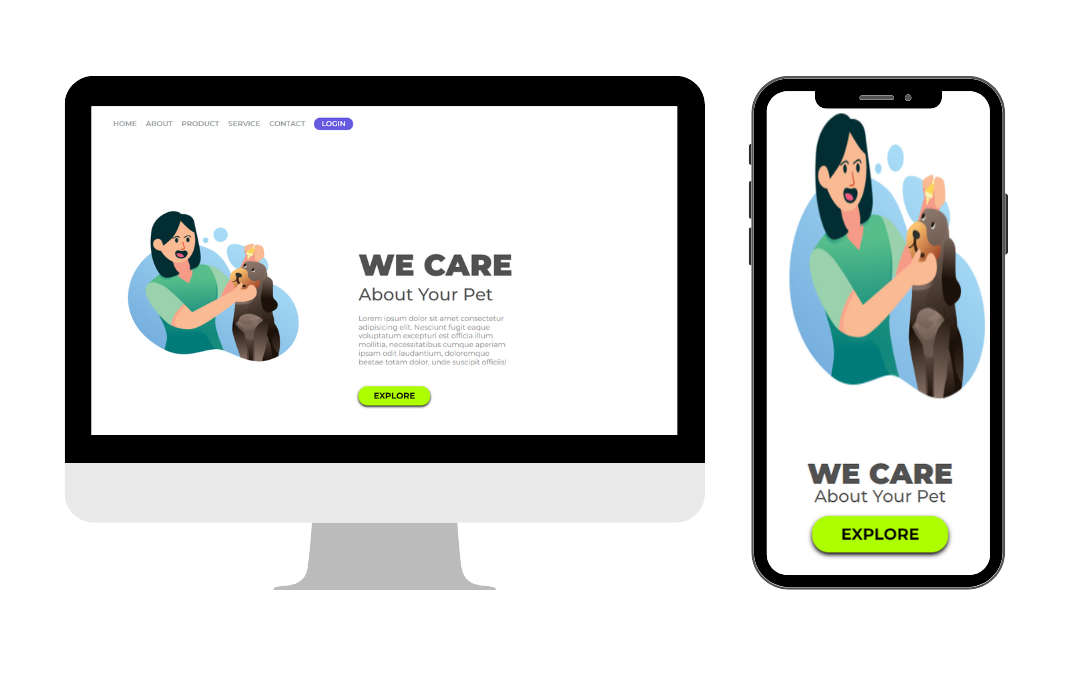 HOME ABOUT PRODUCT SERVICE CONTACT LOGIN
WE CARE
About Your Pet
Lorem ipsum dolor sit amet consectetur
adipisicing elit. Nesciunt fugit eaque
voluptatum excepturi est officia illum
mollitia, necessitatibus cumque aperiam
ipsam odit laudantium, doloremque
beatae totam dolor, unde suscipit officiis!
EXPLORE
WE CARE
About Your Pet
EXPLORE